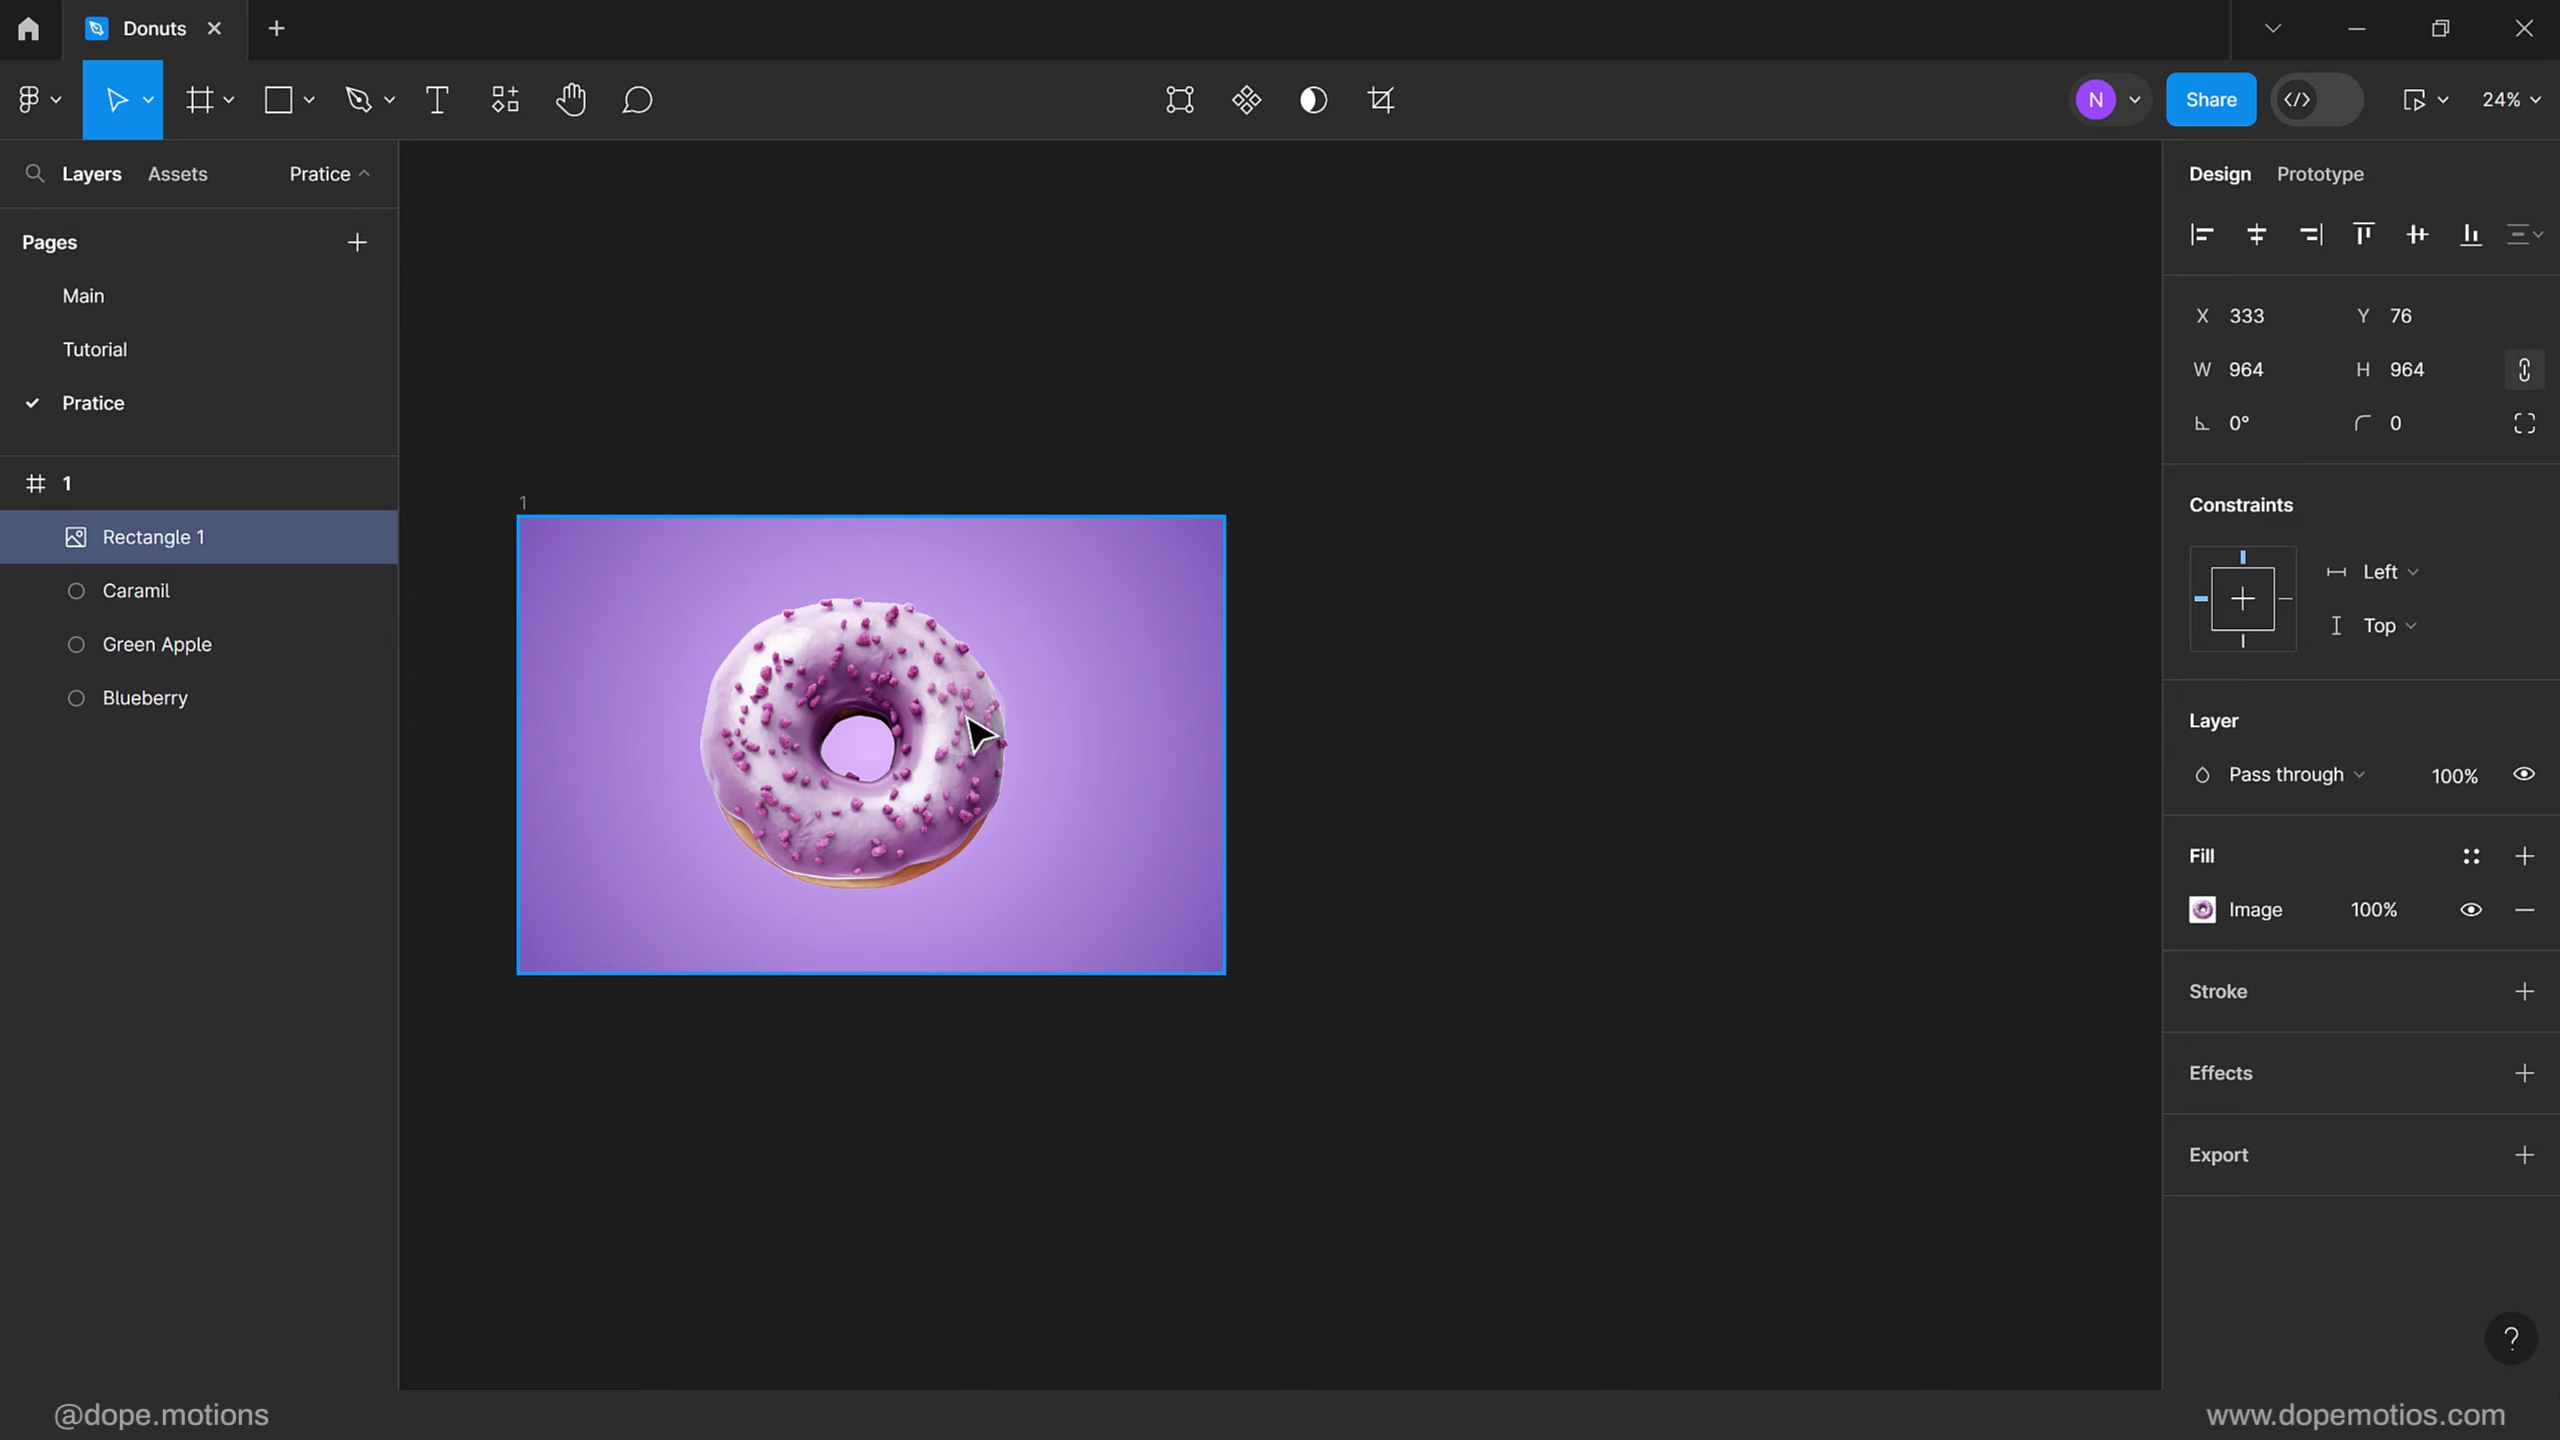 Donuts
N
Share
24%
Layers
Assets
Pratice
Design
Prototype
Pages
Main
Tutorial
Pratice
X 333 Y 76
W 964 H 964
0° 0
1
Rectangle 1
Caramil
Green Apple
Blueberry
1
Constraints
Left
Top
Layer
Pass through 100%
Fill
Image 100%
Stroke
Effects
Export
?
@dope.motions
www.dopemotios.com